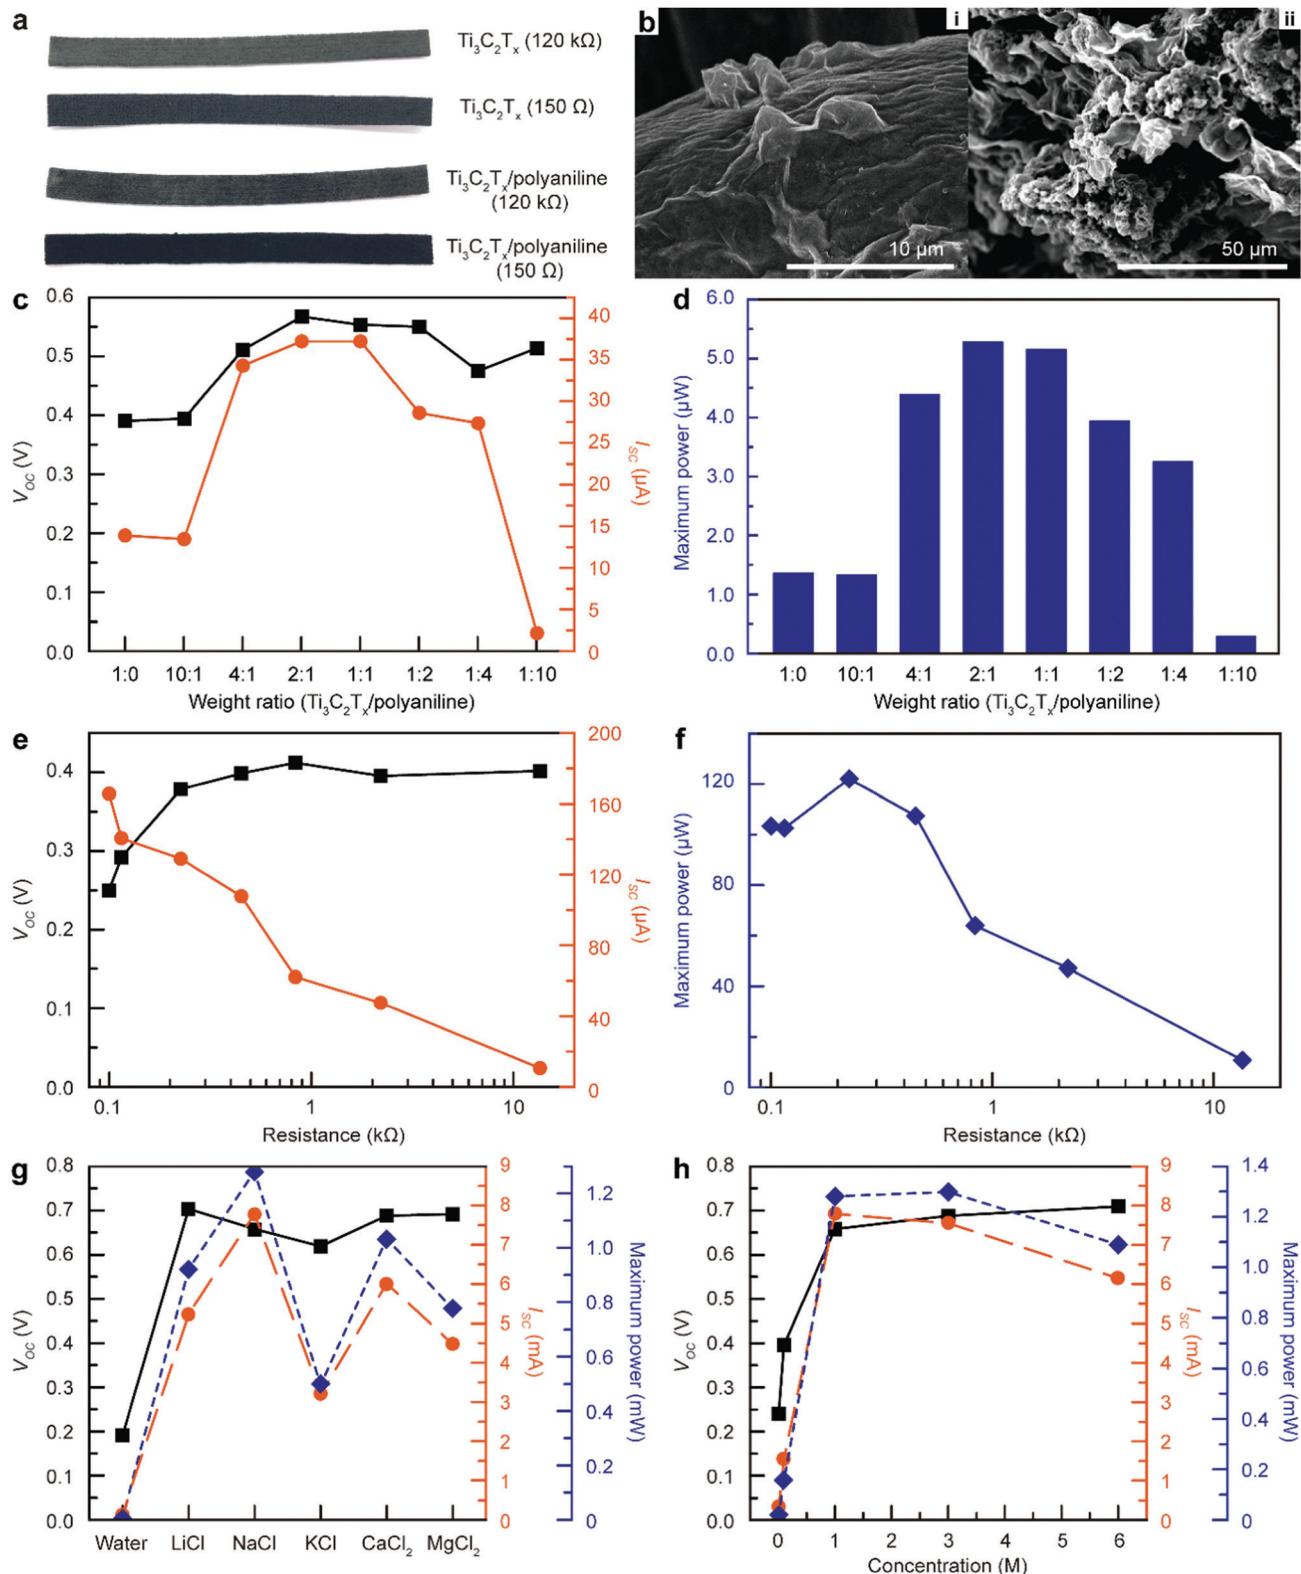 a
Ti₃C₂Tₓ (120 kΩ)
Ti₃C₂Tₓ (150 Ω)
Ti₃C₂Tₓ/polyaniline
(120 kΩ)
Ti₃C₂Tₓ/polyaniline
(150 Ω)
b
i
10 µm
ii
50 µm
c
0.6
0.5
0.4
0.3
0.2
0.1
0.0
V_OC (V)
40
35
30
25
20
15
10
5
0
I_SC (µA)
1:0 10:1 4:1 2:1 1:1 1:2 1:4 1:10
Weight ratio (Ti₃C₂Tₓ/polyaniline)
d
6.0
5.0
4.0
3.0
2.0
1.0
0.0
Maximum power (µW)
1:0 10:1 4:1 2:1 1:1 1:2 1:4 1:10
Weight ratio (Ti₃C₂Tₓ/polyaniline)
e
0.4
0.3
0.2
0.1
0.0
V_OC (V)
200
160
120
80
40
0
I_SC (µA)
0.1 1 10
Resistance (kΩ)
f
120
80
40
0
Maximum power (µW)
0.1 1 10
Resistance (kΩ)
g
0.8
0.7
0.6
0.5
0.4
0.3
0.2
0.1
0.0
V_OC (V)
9
8
7
6
5
4
3
2
1
0
I_SC (mA)
1.2
1.0
0.8
0.6
0.4
0.2
0
Maximum power (mW)
Water LiCl NaCl KCl CaCl₂ MgCl₂
h
0.8
0.7
0.6
0.5
0.4
0.3
0.2
0.1
0.0
V_OC (V)
9
8
7
6
5
4
3
2
1
0
I_SC (mA)
1.4
1.2
1.0
0.8
0.6
0.4
0.2
0
Maximum power (mW)
0 1 2 3 4 5 6
Concentration (M)